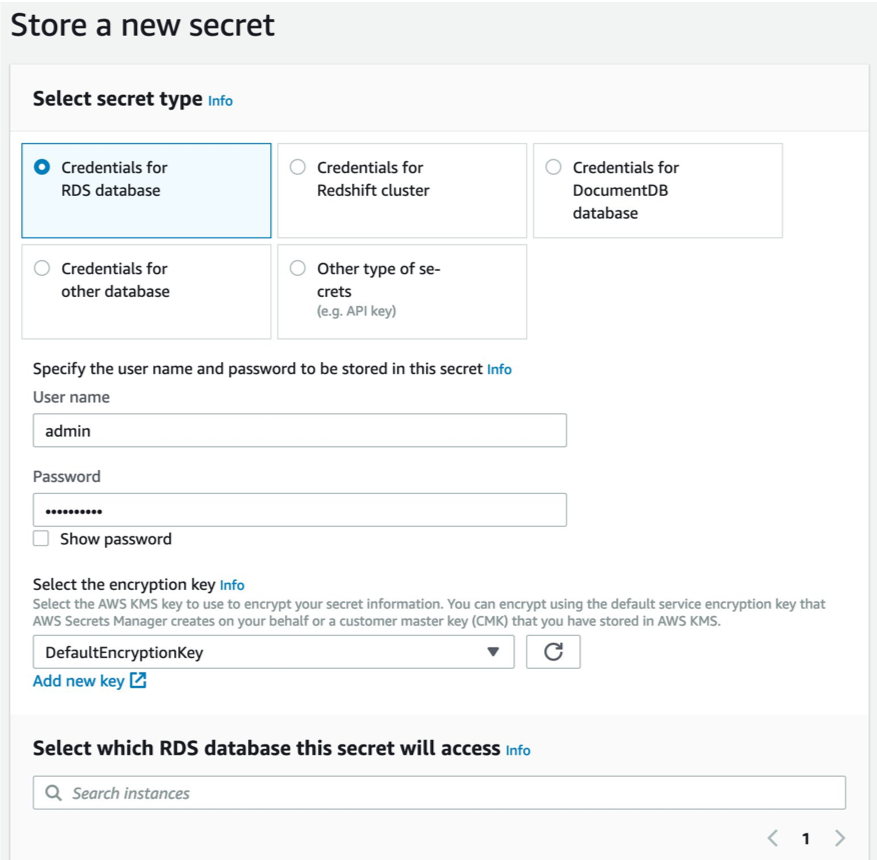 Store a new secret
Select secret type Info
Credentials for
RDS database
Credentials for
Redshift cluster
Credentials for
DocumentDB
database
Credentials for
other database
Other type of se-
crets
(e.g. API key)
Specify the user name and password to be stored in this secret Info
User name
admin
Password
••••••••••
Show password
Select the encryption key Info
Select the AWS KMS key to use to encrypt your secret information. You can encrypt using the default service encryption key that
AWS Secrets Manager creates on your behalf or a customer master key (CMK) that you have stored in AWS KMS.
DefaultEncryptionKey
Add new key
Select which RDS database this secret will access Info
Search instances
1